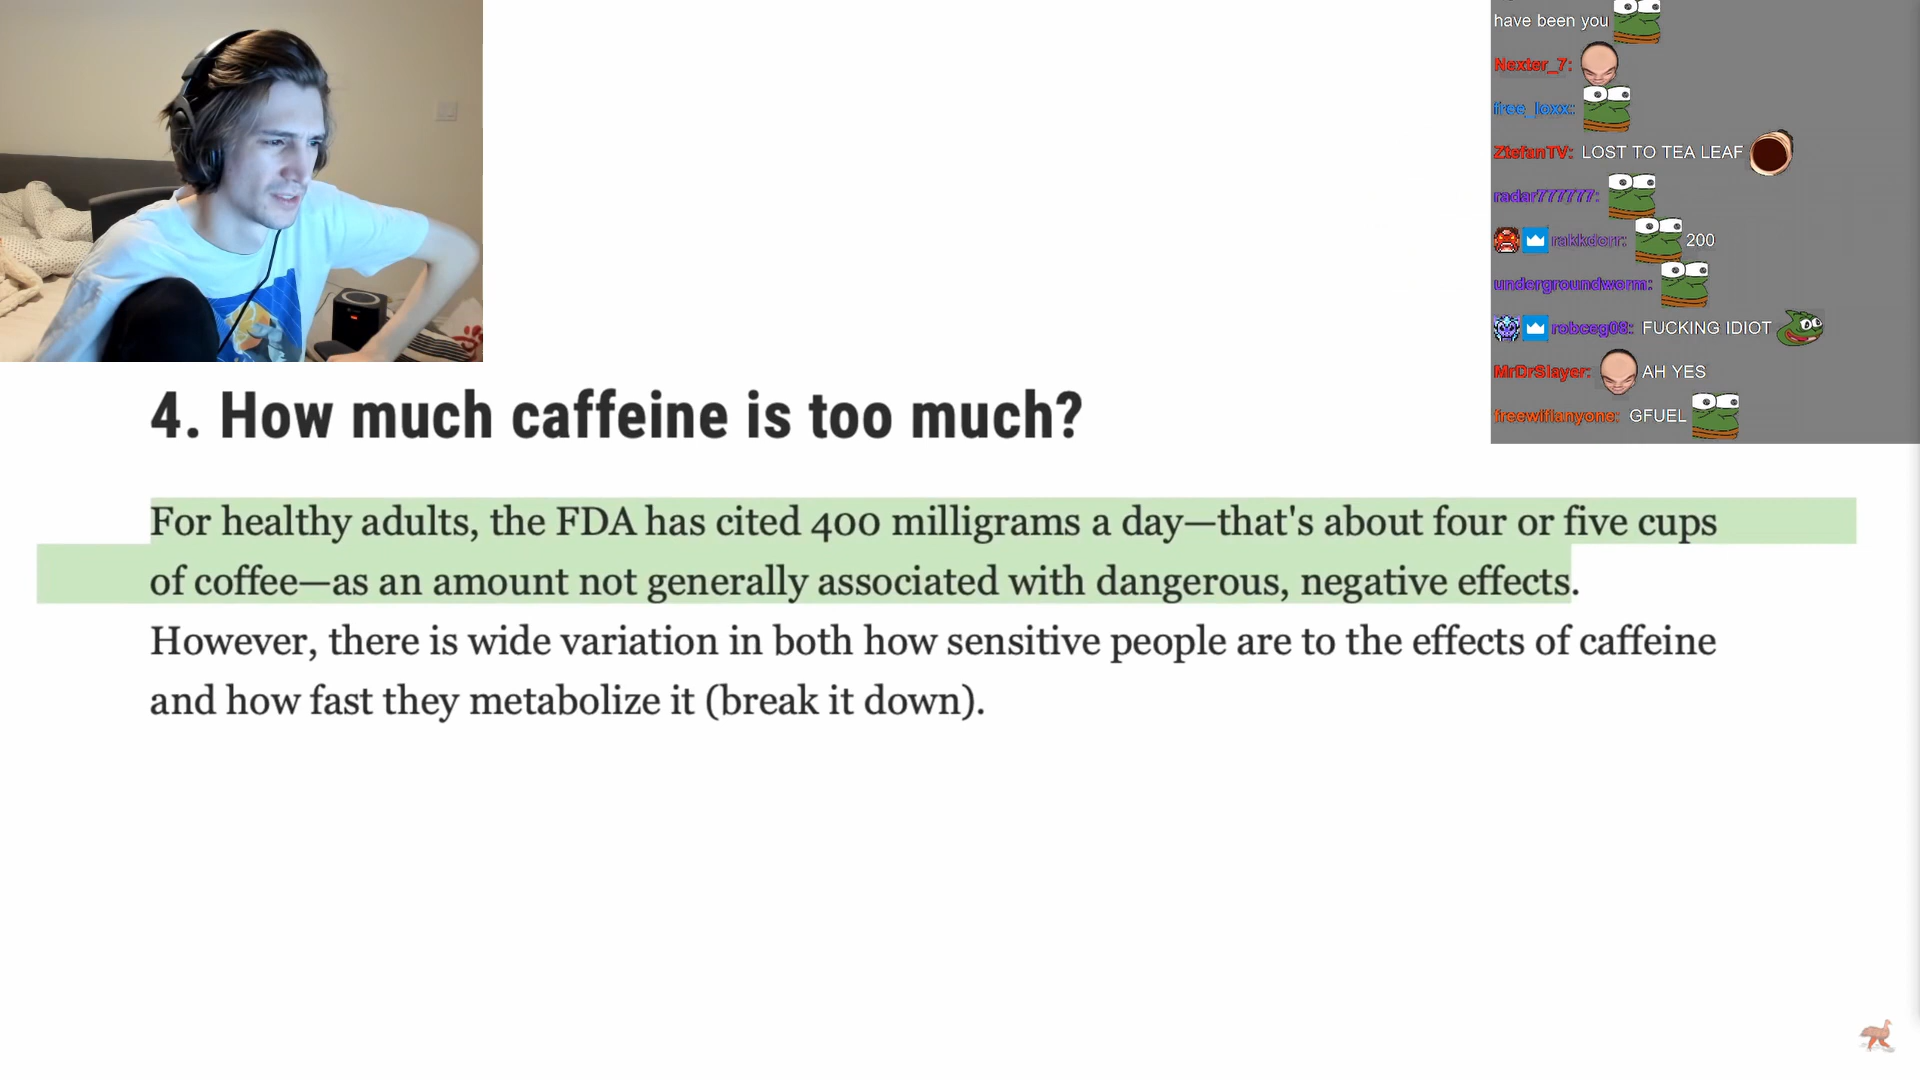 have been you
Nexter_7:
free_loxx:
ZtefanTV: LOST TO TEA LEAF
radar777777:
rakkderr: 200
undergroundworm:
robceg08: FUCKING IDIOT
MrDrSlayer: AH YES
freewifianyone: GFUEL
4. How much caffeine is too much?
For healthy adults, the FDA has cited 400 milligrams a day—that's about four or five cups
of coffee—as an amount not generally associated with dangerous, negative effects.
However, there is wide variation in both how sensitive people are to the effects of caffeine
and how fast they metabolize it (break it down).